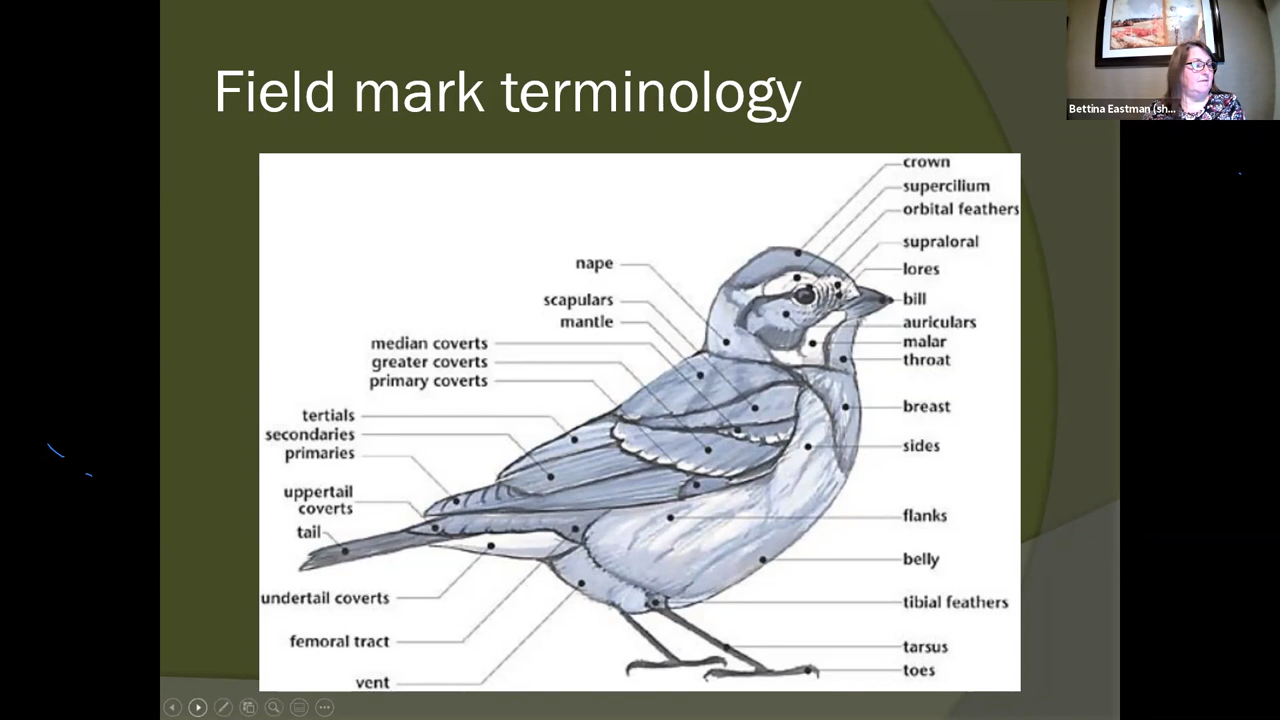 Field mark terminology
Bettina Eastman (sh...
crown
supercilium
orbital feathers
supraloral
lores
bill
auriculars
malar
throat
breast
sides
flanks
belly
tibial feathers
tarsus
toes
nape
scapulars
mantle
median coverts
greater coverts
primary coverts
tertials
secondaries
primaries
uppertail
coverts
tail
undertail coverts
femoral tract
vent